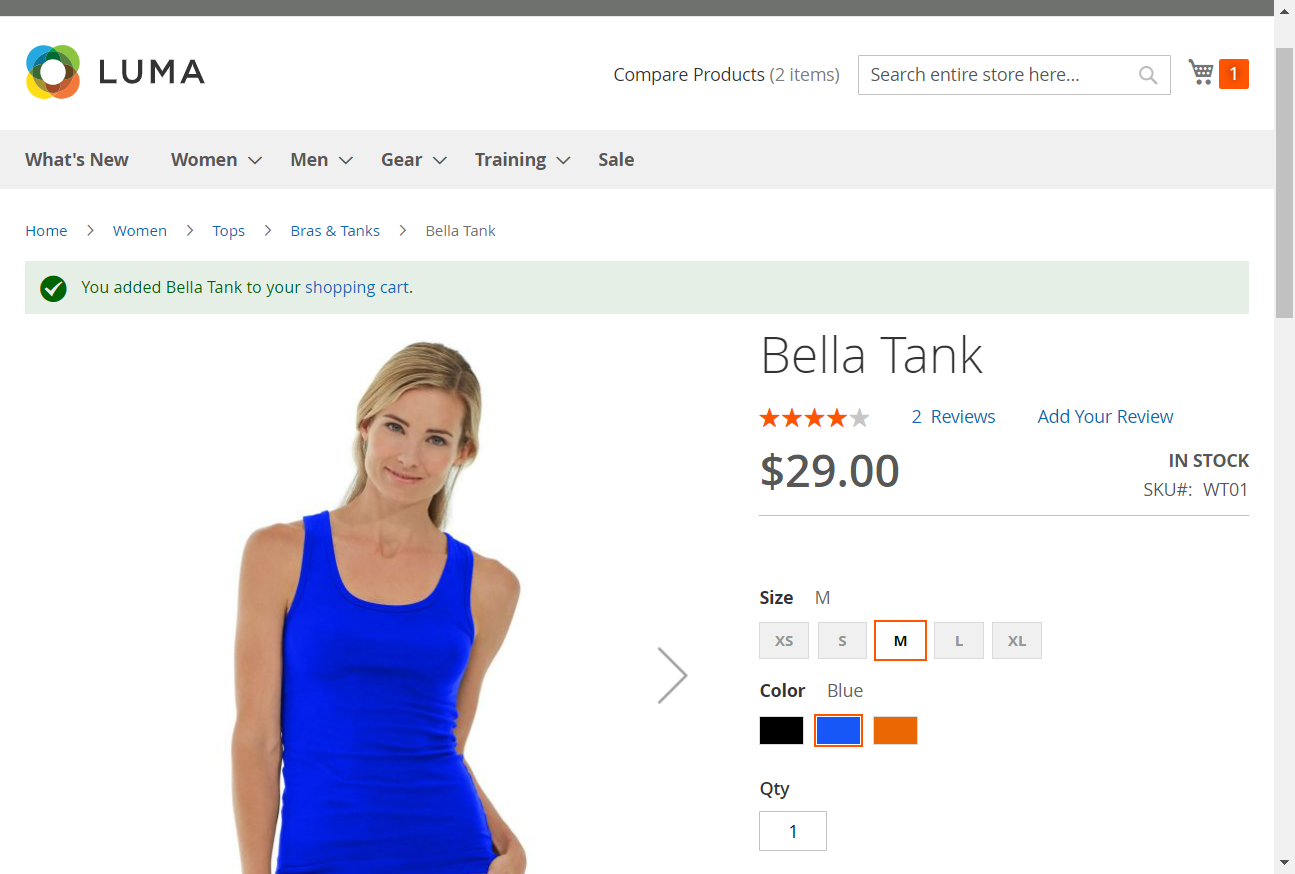 LUMA
Compare Products (2 items)
Search entire store here...
1
What's New
Women
Men
Gear
Training
Sale
Home
Women
Tops
Bras & Tanks
Bella Tank
You added Bella Tank to your shopping cart.
Bella Tank
2 Reviews
Add Your Review
$29.00
IN STOCK
SKU#: WT01
Size M
XS
S
M
L
XL
Color Blue
Qty
1